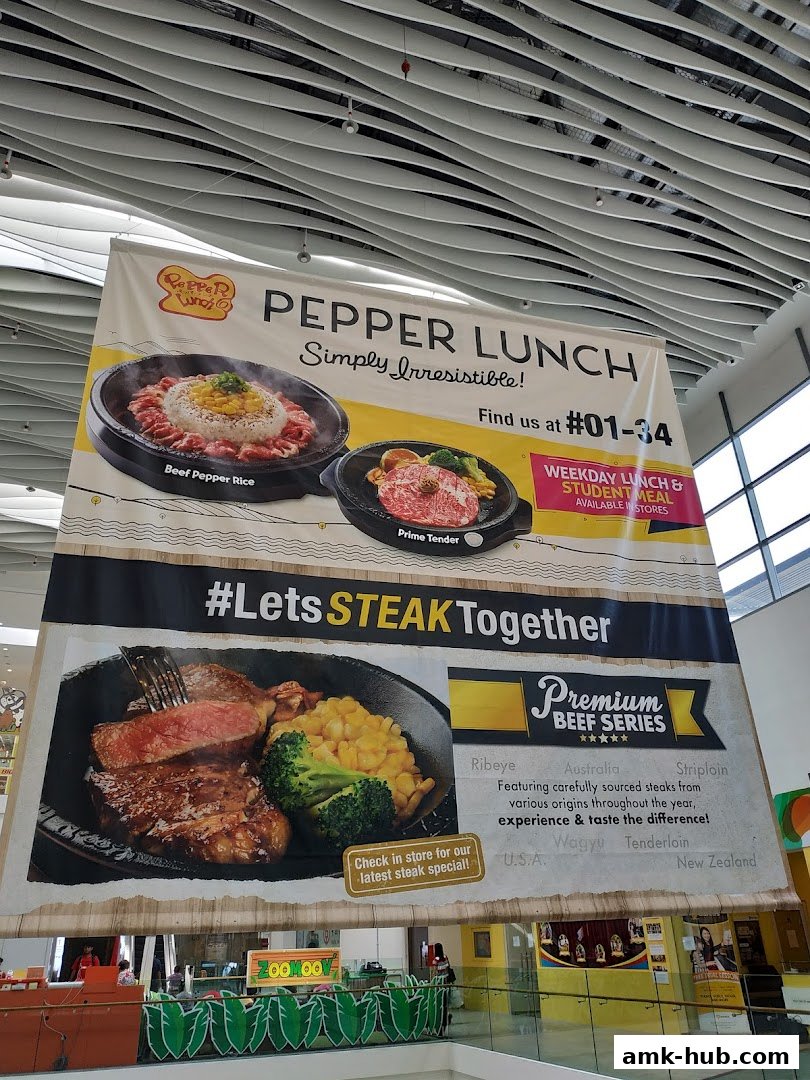 PEPPER
Lunch
PEPPER LUNCH
Simply Irresistible!
Find us at #01-34
Beef Pepper Rice
WEEKDAY LUNCH &
STUDENT MEAL
AVAILABLE IN STORES
Prime Tender
#LetsSTEAKTogether
Premium
BEEF SERIES
Ribeye Australia Striploin
Featuring carefully sourced steaks from
various origins throughout the year,
experience & taste the difference!
U.S.A. Wagyu Tenderloin
New Zealand
Check in store for our
latest steak special!
ZOOMOOV
amk-hub.com